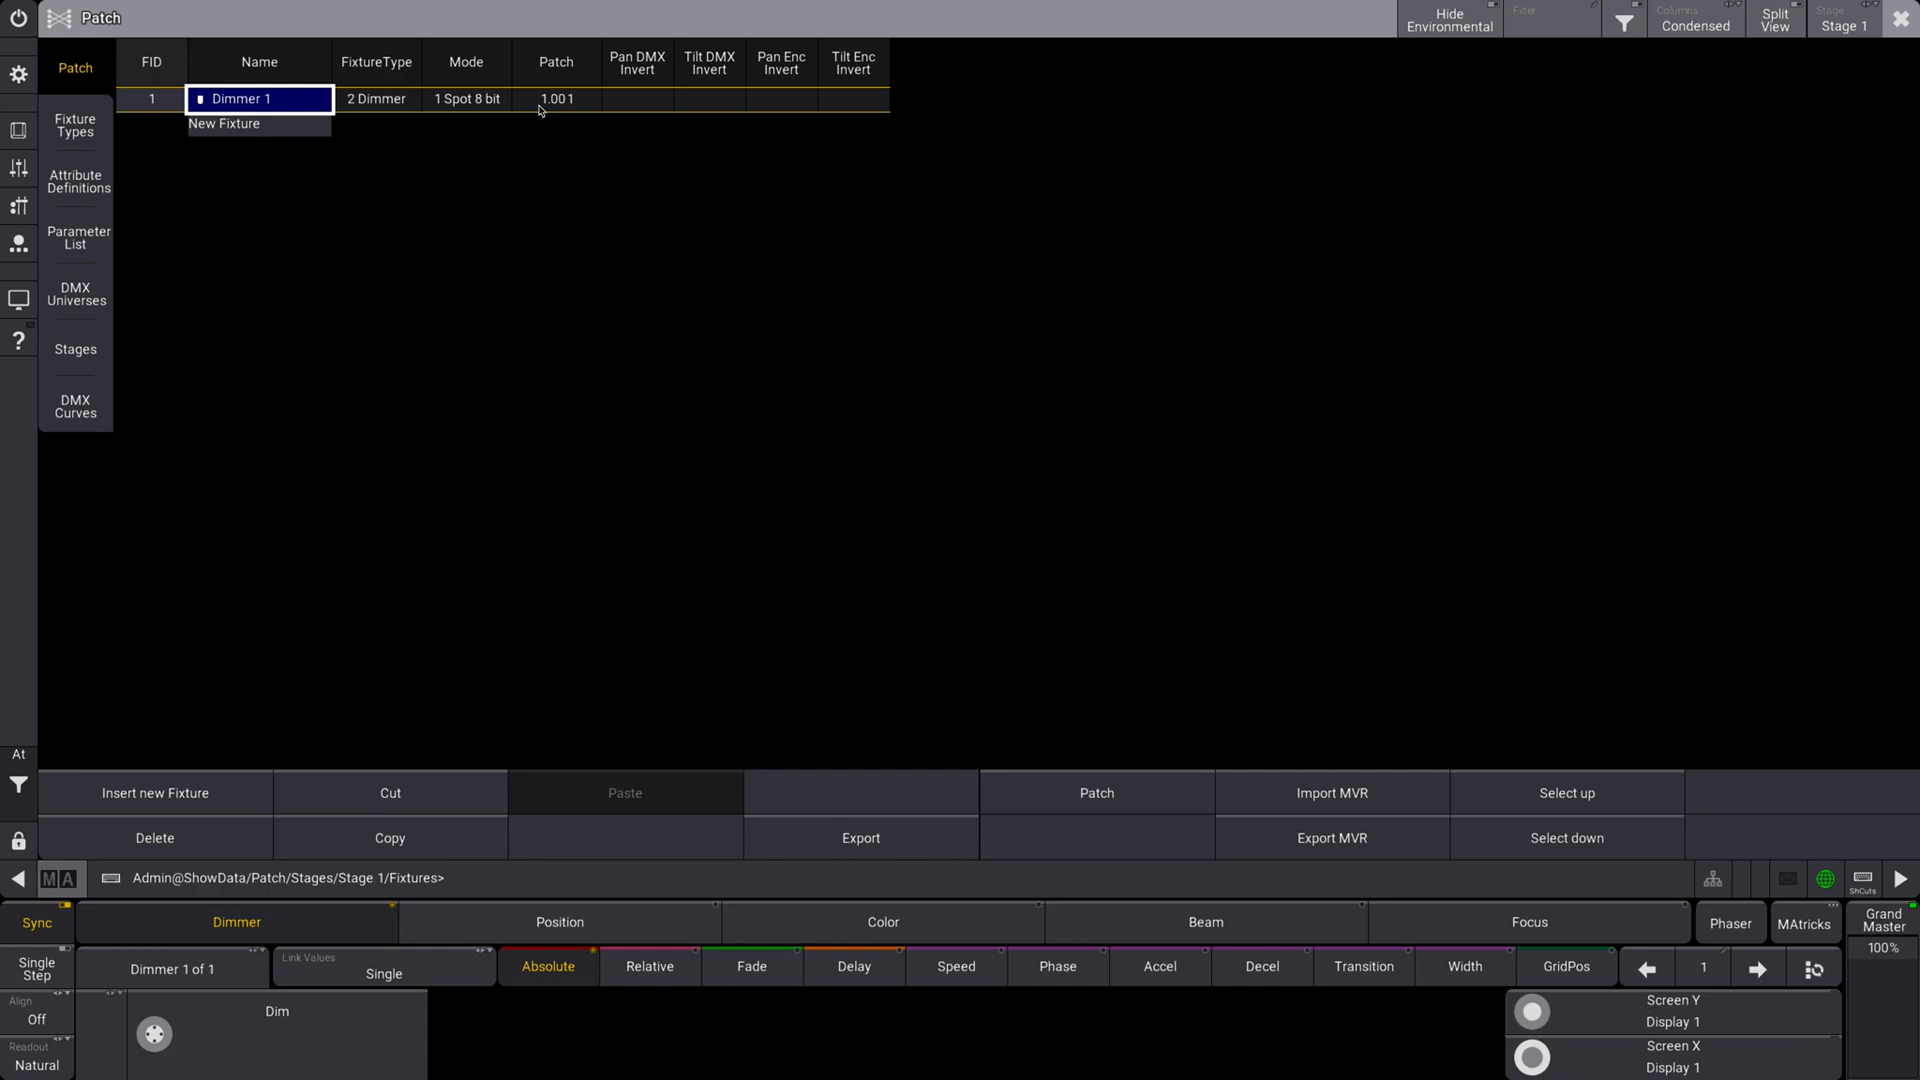 Patch
Hide
Environmental
Filter
Columns
Condensed
Split
View
Stage
Stage 1
Patch
Fixture
Types
Attribute
Definitions
Parameter
List
DMX
Universes
Stages
DMX
Curves
FID Name FixtureType Mode Patch Pan DMX Invert Tilt DMX Invert Pan Enc Invert Tilt Enc Invert
1 Dimmer 1 2 Dimmer 1 Spot 8 bit 1.001
New Fixture
?
At
Insert new Fixture Cut Paste Patch Import MVR Select up
Delete Copy Export Export MVR Select down
MA Admin@ShowData/Patch/Stages/Stage 1/Fixtures>
ShCuts
Sync Dimmer Position Color Beam Focus Phaser MAtricks
Grand
Master
100%
Single
Step
Dimmer 1 of 1
Link Values
Single
Absolute Relative Fade Delay Speed Phase Accel Decel Transition Width GridPos 1
Align
Off
Readout
Natural
Dim
Screen Y
Display 1
Screen X
Display 1